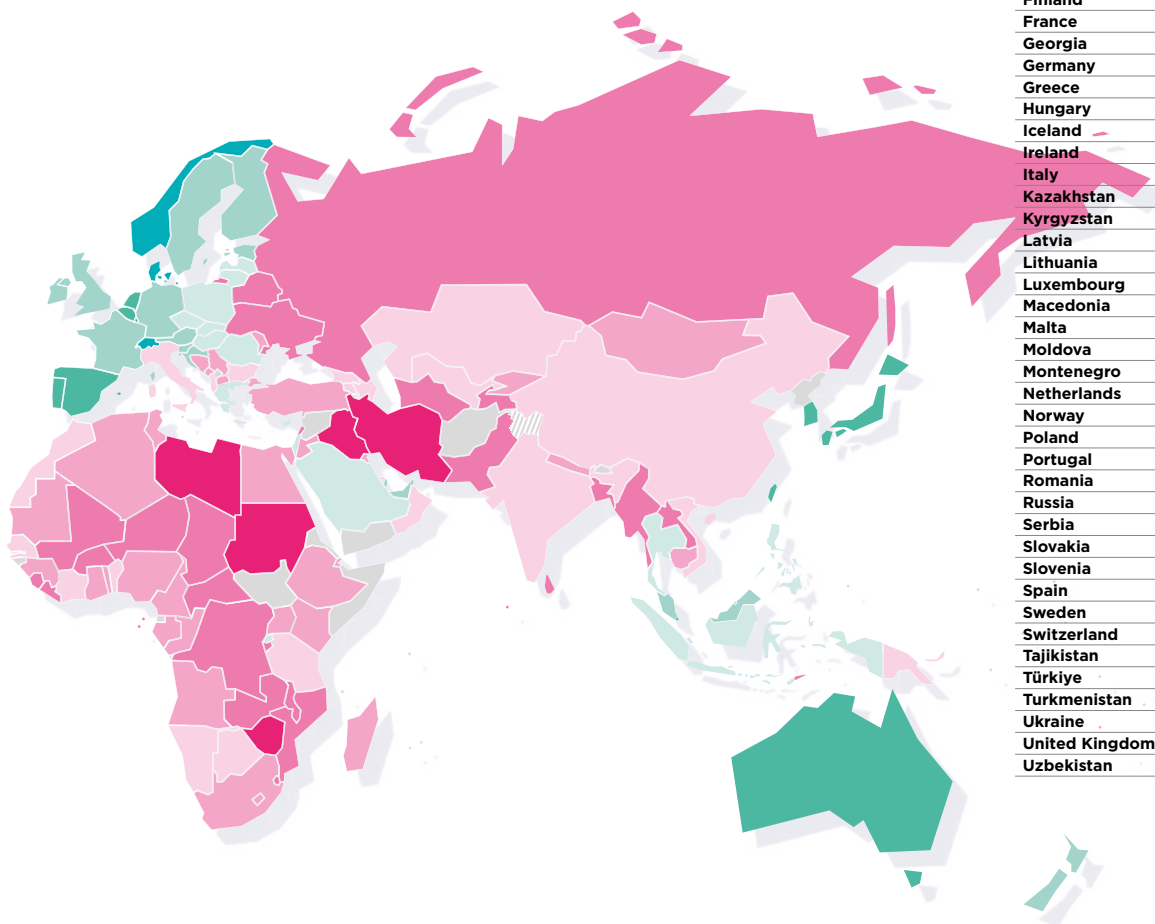 Finland
France
Georgia
Germany
Greece
Hungary
Iceland
Ireland
Italy
Kazakhstan
Kyrgyzstan
Latvia
Lithuania
Luxembourg
Macedonia
Malta
Moldova
Montenegro
Netherlands
Norway
Poland
Portugal
Romania
Russia
Serbia
Slovakia
Slovenia
Spain
Sweden
Switzerland
Tajikistan
Türkiye
Turkmenistan
Ukraine
United Kingdom
Uzbekistan